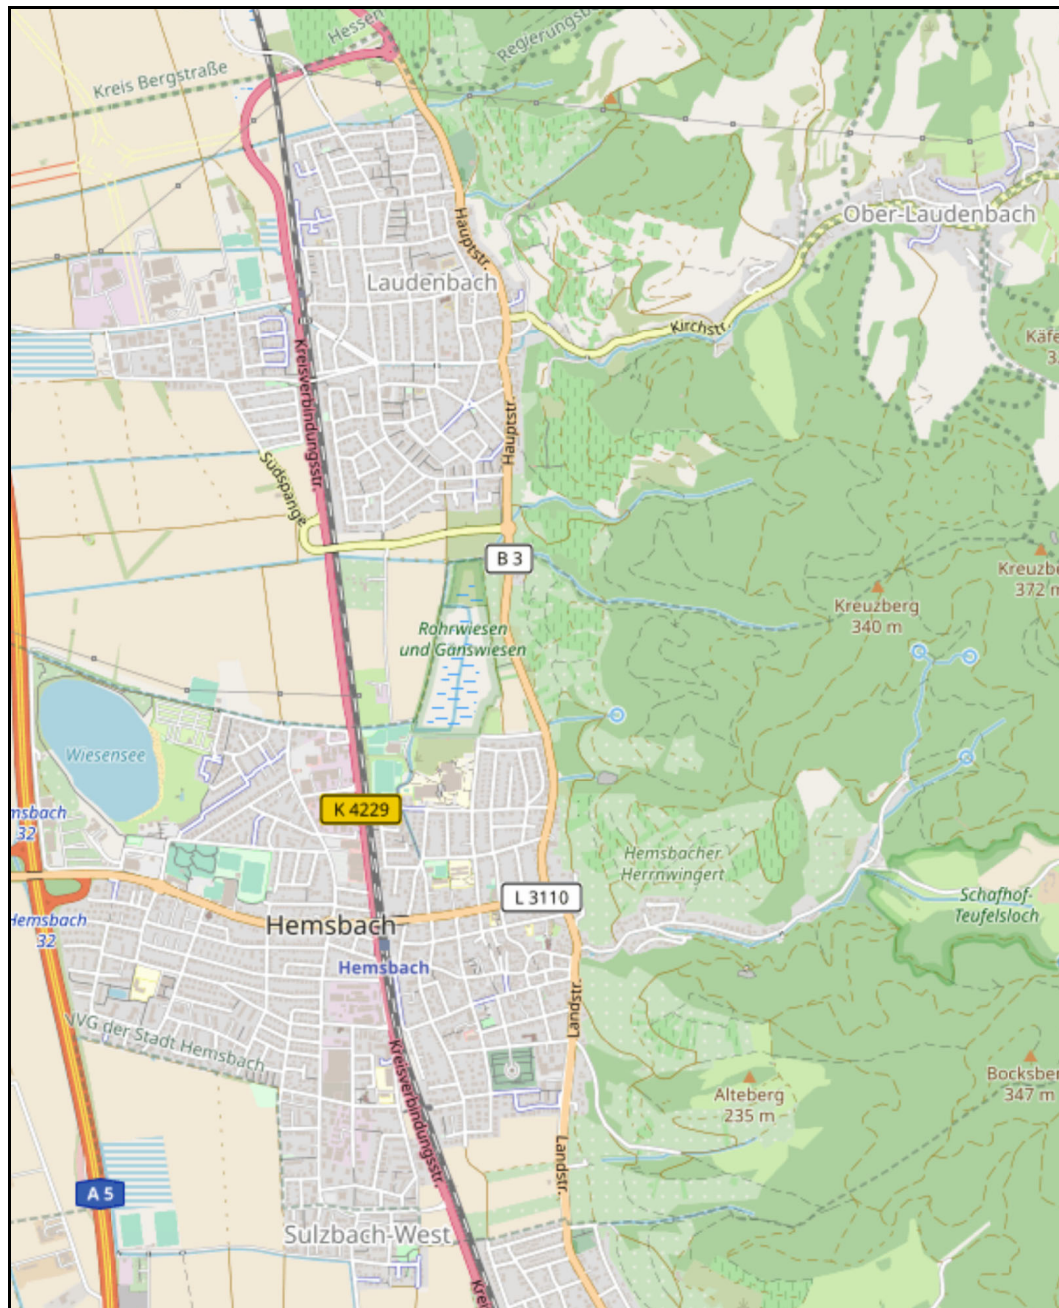 Hessen
Regierungsb
Kreis Bergstraße
Ober-Laudenbach
Hauptstr.
Laudenbach
Kirchstr.
Käfe
3
Kreisverbindungsstr.
Hauptstr.
Südspange
B 3
Kreuzbe
372 m
Kreuzberg
340 m
Rohrwiesen
und Gänswiesen
Wiesensee
K 4229
msbach
32
Hemsbacher
Herrnwingert
L 3110
Schafhof-
Teufelsloch
Hemsbach
Hemsbach
32
Hemsbach
Landstr.
VVG der Stadt Hemsbach
Kreisverbindungsstr.
Bocksber
347 m
Alteberg
235 m
Landstr.
A 5
Sulzbach-West
Krei